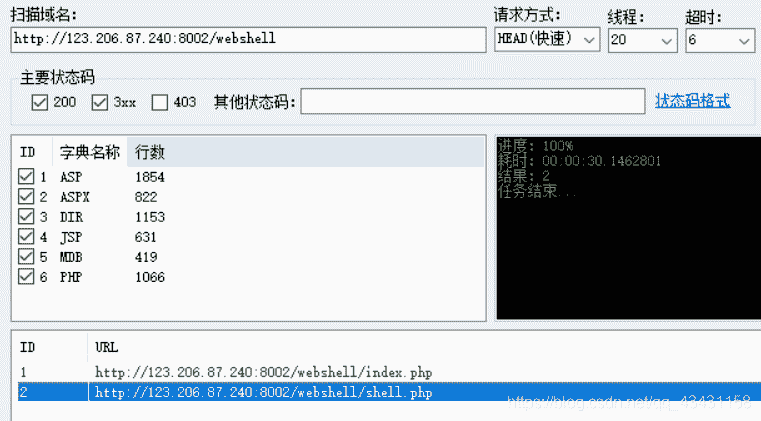 扫描域名: 请求方式: 线程: 超时:
http://123.206.87.240:8002/webshell HEAD(快速) 20 6
主要状态码
200 3xx 403 其他状态码: 状态码格式
ID 字典名称 行数
1 ASP 1854
2 ASPX 822
3 DIR 1153
4 JSP 631
5 MDB 419
6 PHP 1066
进度: 100%
耗时: 00:00:30.1462801
结果: 2
任务结束...
ID URL
1 http://123.206.87.240:8002/webshell/index.php
2 http://123.206.87.240:8002/webshell/shell.php
https://blog.csdn.net/qq_43431158